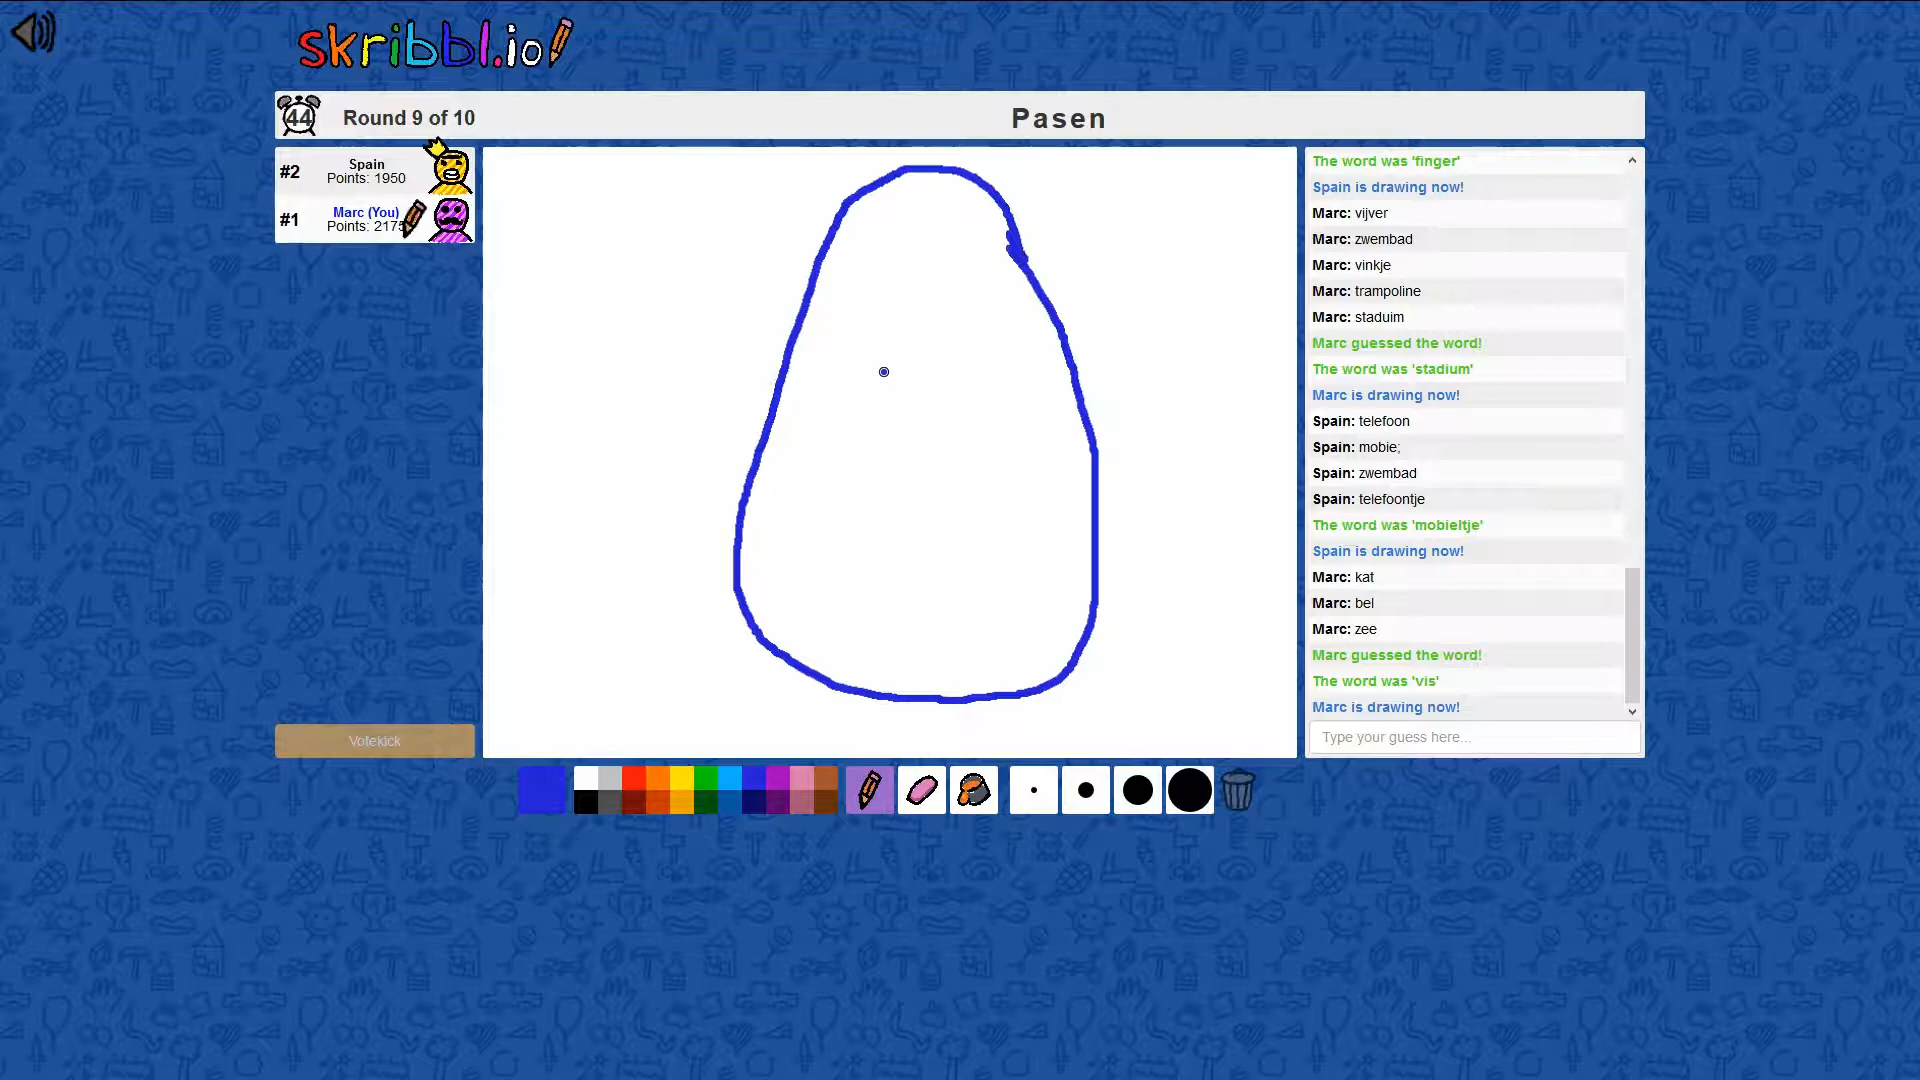 skribbl.io
44
Round 9 of 10
Pasen
#2
Spain
Points: 1950
#1
Marc (You)
Points: 2175
The word was 'finger'
Spain is drawing now!
Marc: vijver
Marc: zwembad
Marc: vinkje
Marc: trampoline
Marc: staduim
Marc guessed the word!
The word was 'stadium'
Marc is drawing now!
Spain: telefoon
Spain: mobie;
Spain: zwembad
Spain: telefoontje
The word was 'mobieltje'
Spain is drawing now!
Marc: kat
Marc: bel
Marc: zee
Marc guessed the word!
The word was 'vis'
Marc is drawing now!
Votekick
Type your guess here...